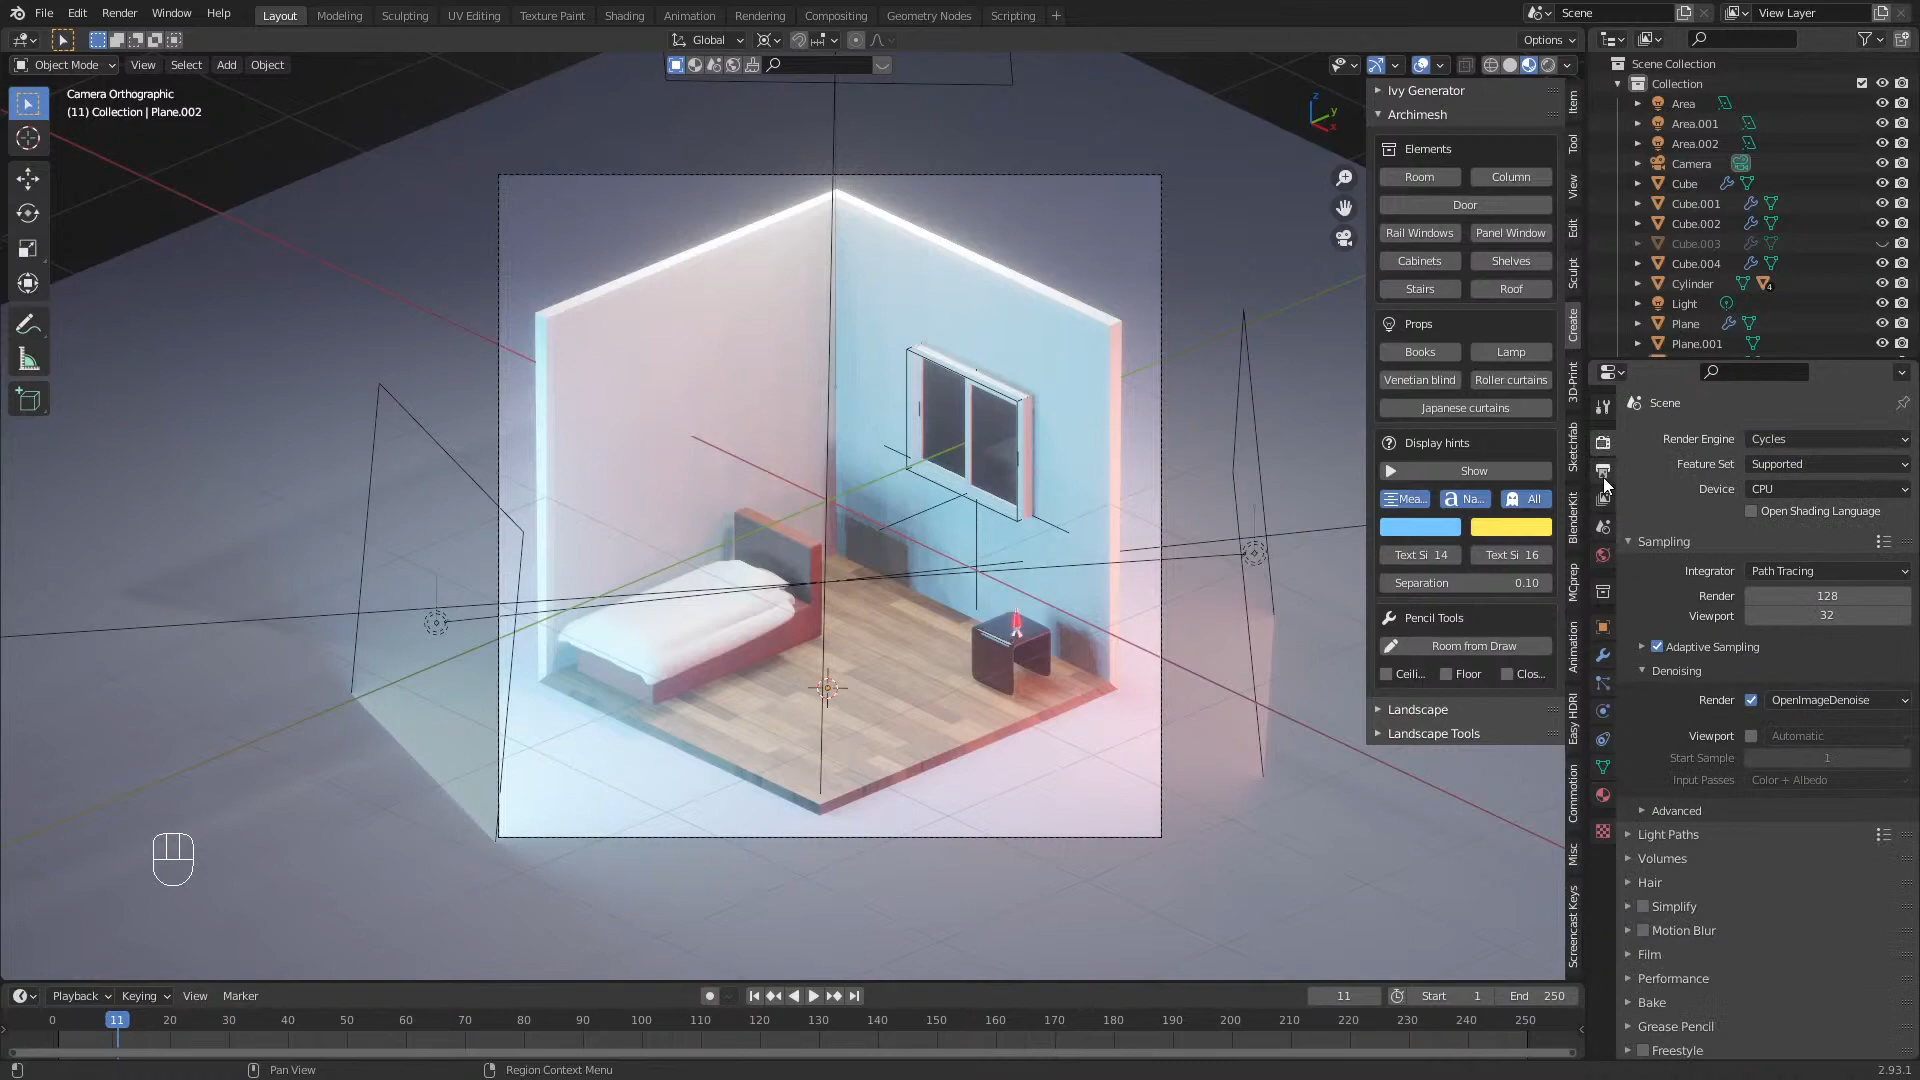 File Edit Render Window Help Layout Modeling Sculpting UV Editing Texture Paint Shading Animation Rendering Compositing Geometry Nodes Scripting + Scene View Layer
Global Options
Object Mode View Select Add Object
Camera Orthographic
(11) Collection | Plane.002
z
y
x
Ivy Generator
Archimesh
Elements
Room Column
Door
Rail Windows Panel Window
Cabinets Shelves
Stairs Roof
Props
Books Lamp
Venetian blind Roller curtains
Japanese curtains
Display hints
Show
Mea... Na... All
Text Si 14 Text Si 16
Separation 0.10
Pencil Tools
Room from Draw
Ceili... Floor Clos...
Landscape
Landscape Tools
Item
Tool
View
Edit
Sculpt
Create
3D-Print
Sketchfab
BlenderKit
MCprep
Animation
Easy HDRI
Commotion
Misc
Screencast Keys
Scene Collection
Collection
Area
Area.001
Area.002
Camera
Cube
Cube.001
Cube.002
Cube.003
Cube.004
Cylinder 4
Light
Plane
Plane.001
Scene
Render Engine Cycles
Feature Set Supported
Device CPU
Open Shading Language
Sampling
Integrator Path Tracing
Render 128
Viewport 32
Adaptive Sampling
Denoising
Render OpenImageDenoise
Viewport Automatic
Start Sample 1
Input Passes Color + Albedo
Advanced
Light Paths
Volumes
Hair
Simplify
Motion Blur
Film
Performance
Bake
Grease Pencil
Freestyle
Playback Keying View Marker 11 Start 1 End 250
0 11 20 30 40 50 60 70 80 90 100 110 120 130 140 150 160 170 180 190 200 210 220 230 240 250
Pan View Region Context Menu 2.93.1